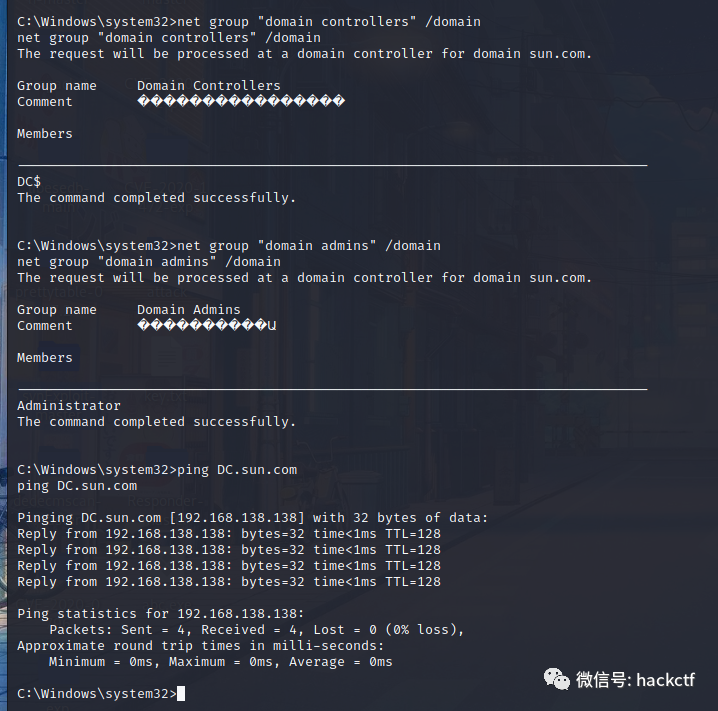 C:\Windows\system32>net group "domain controllers" /domain
net group "domain controllers" /domain
The request will be processed at a domain controller for domain sun.com.
Group name     Domain Controllers
Comment        ��������������������
Members
-------------------------------------------------------------------------------
DC$
The command completed successfully.
C:\Windows\system32>net group "domain admins" /domain
net group "domain admins" /domain
The request will be processed at a domain controller for domain sun.com.
Group name     Domain Admins
Comment        ������������Ա
Members
-------------------------------------------------------------------------------
Administrator
The command completed successfully.
C:\Windows\system32>ping DC.sun.com
ping DC.sun.com
Pinging DC.sun.com [192.168.138.138] with 32 bytes of data:
Reply from 192.168.138.138: bytes=32 time<1ms TTL=128
Reply from 192.168.138.138: bytes=32 time<1ms TTL=128
Reply from 192.168.138.138: bytes=32 time<1ms TTL=128
Reply from 192.168.138.138: bytes=32 time<1ms TTL=128
Ping statistics for 192.168.138.138:
    Packets: Sent = 4, Received = 4, Lost = 0 (0% loss),
Approximate round trip times in milli-seconds:
    Minimum = 0ms, Maximum = 0ms, Average = 0ms
C:\Windows\system32>
微信号: hackctf